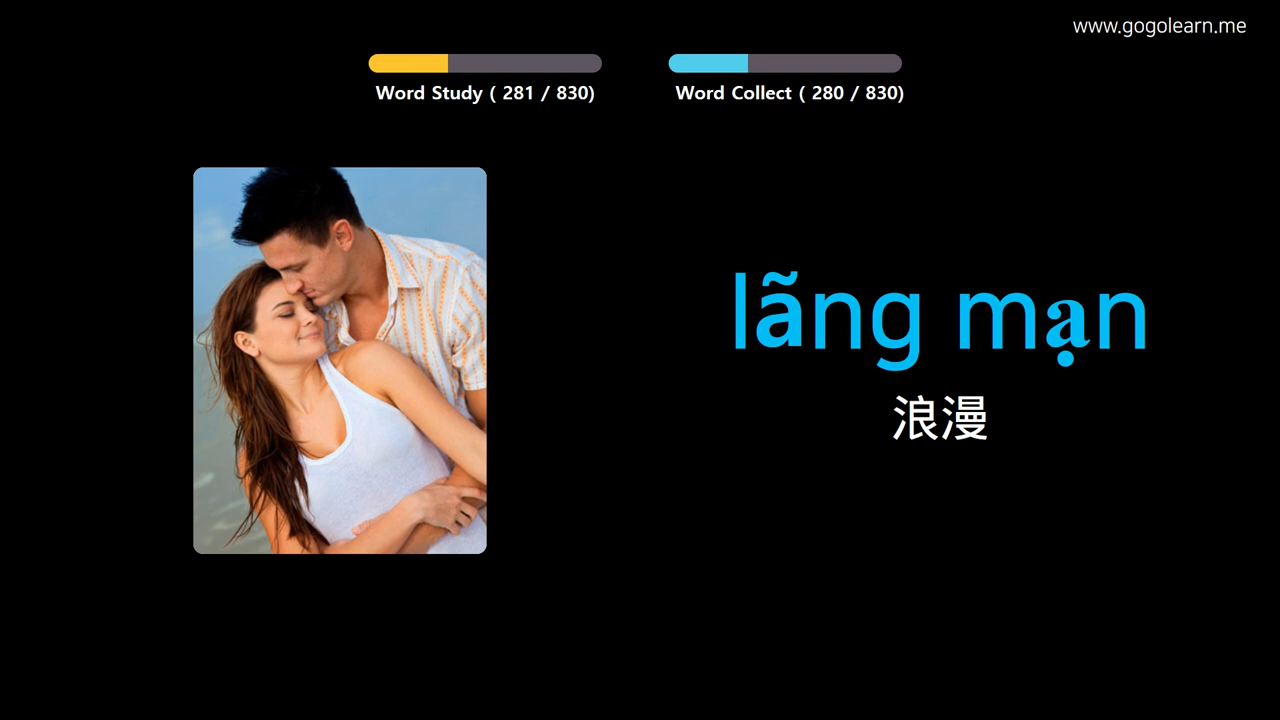 www.gogolearn.me
Word Study ( 281 / 830)
Word Collect ( 280 / 830)
lãng mạn
浪漫